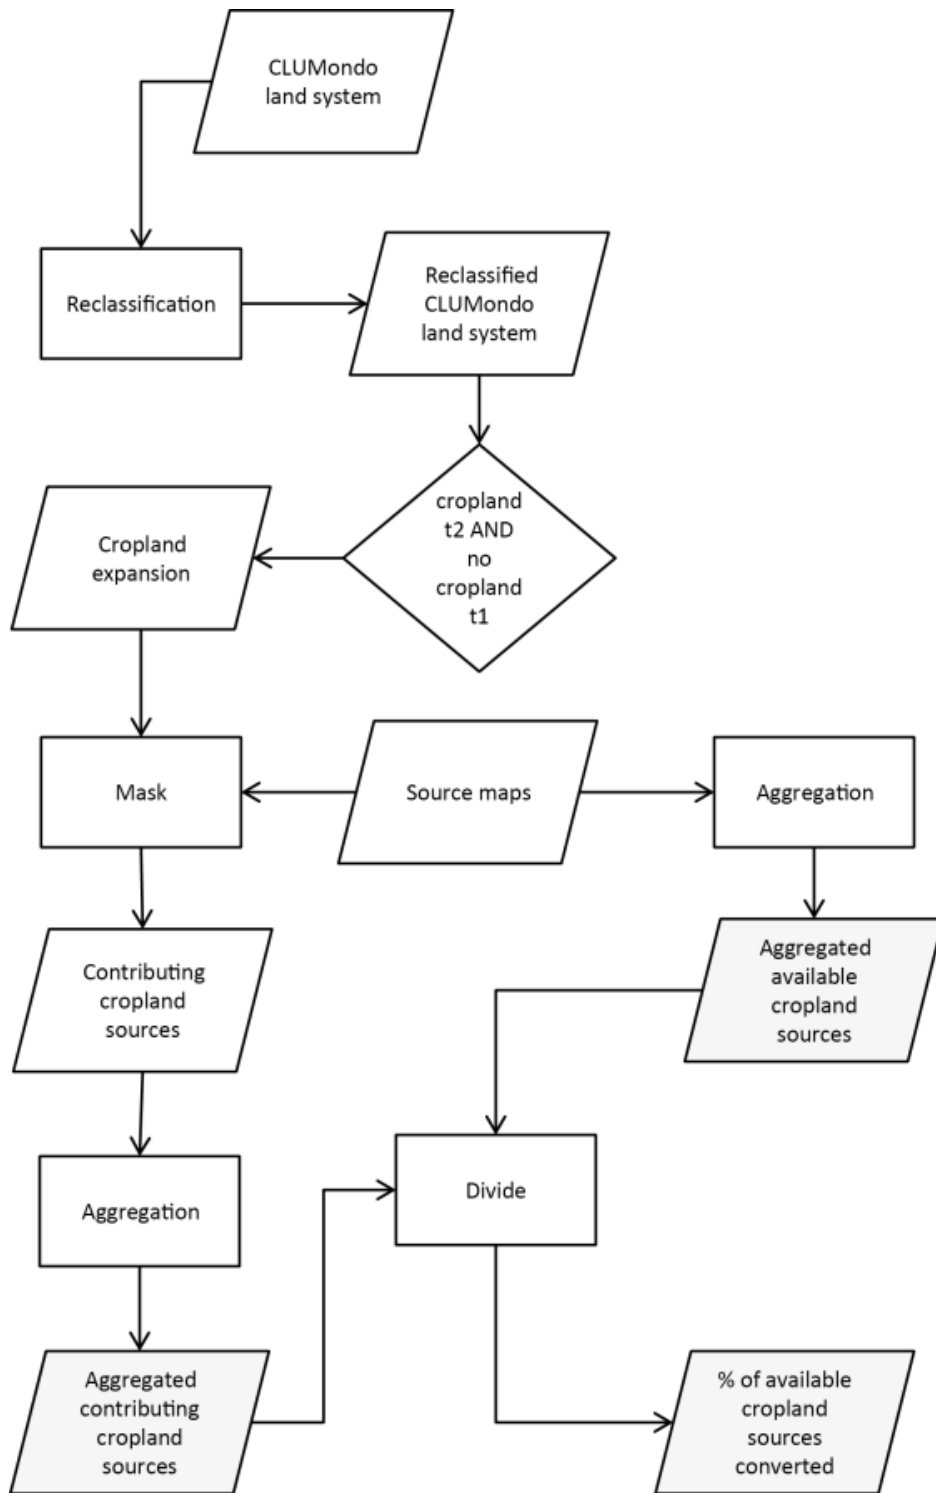 CLUMondo
land system
Reclassification
Reclassified
CLUMondo
land system
cropland
t2 AND
no
cropland
t1
Cropland
expansion
Mask
Source maps
Aggregation
Contributing
cropland
sources
Aggregated
available
cropland
sources
Aggregation
Divide
Aggregated
contributing
cropland
sources
% of available
cropland
sources
converted